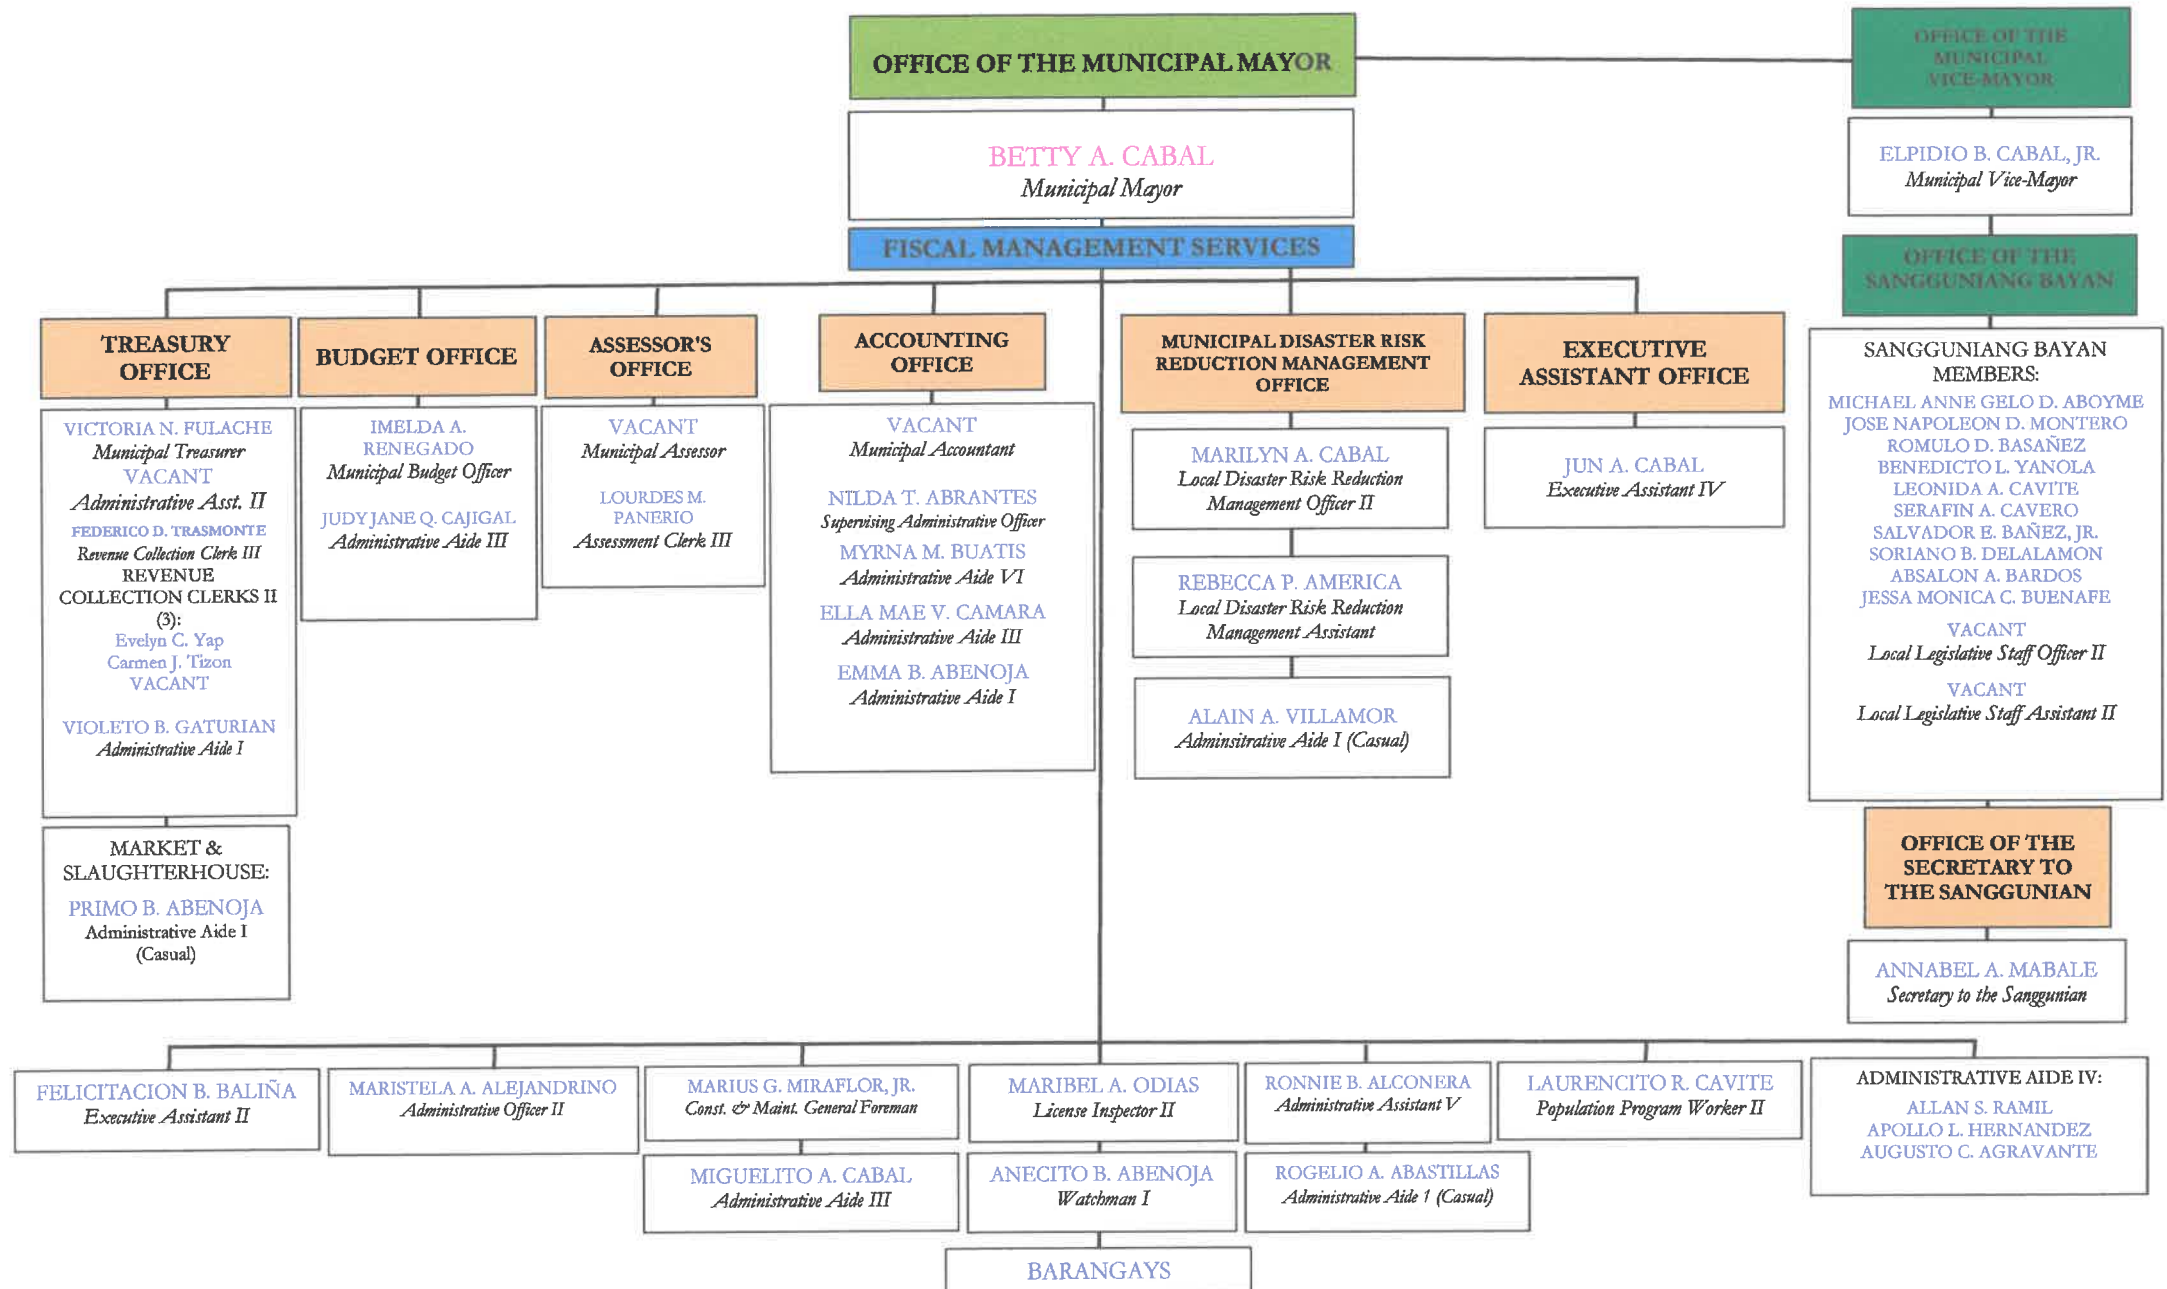 OFFICE OF THE MUNICIPAL MAYOR
BETTY A. CABAL
Municipal Mayor
FISCAL MANAGEMENT SERVICES
OFFICE OF THE
MUNICIPAL
VICE-MAYOR
ELPIDIO B. CABAL, JR.
Municipal Vice-Mayor
OFFICE OF THE
SANGGUNIANG BAYAN
TREASURY
OFFICE
VICTORIA N. FULACHE
Municipal Treasurer
VACANT
Administrative Asst. II
FEDERICO D. TRASMONTE
Revenue Collection Clerk III
REVENUE
COLLECTION CLERKS II
(3):
Evelyn C. Yap
Carmen J. Tizon
VACANT
VIOLETO B. GATURIAN
Administrative Aide I
MARKET &
SLAUGHTERHOUSE:
PRIMO B. ABENOJA
Administrative Aide I
(Casual)
BUDGET OFFICE
IMELDA A.
RENEGADO
Municipal Budget Officer
JUDY JANE Q. CAJIGAL
Administrative Aide III
ASSESSOR'S
OFFICE
VACANT
Municipal Assessor
LOURDES M.
PANERIO
Assessment Clerk III
ACCOUNTING
OFFICE
VACANT
Municipal Accountant
NILDA T. ABRANTES
Supervising Administrative Officer
MYRNA M. BUATIS
Administrative Aide VI
ELLA MAE V. CAMARA
Administrative Aide III
EMMA B. ABENOJA
Administrative Aide I
MUNICIPAL DISASTER RISK
REDUCTION MANAGEMENT
OFFICE
MARILYN A. CABAL
Local Disaster Risk Reduction
Management Officer II
REBECCA P. AMERICA
Local Disaster Risk Reduction
Management Assistant
ALAIN A. VILLAMOR
Adminsitrative Aide I (Casual)
EXECUTIVE
ASSISTANT OFFICE
JUN A. CABAL
Executive Assistant IV
SANGGUNIANG BAYAN
MEMBERS:
MICHAEL ANNE GELO D. ABOYME
JOSE NAPOLEON D. MONTERO
ROMULO D. BASAÑEZ
BENEDICTO L. YANOLA
LEONIDA A. CAVITE
SERAFIN A. CAVERO
SALVADOR E. BAÑEZ, JR.
SORIANO B. DELALAMON
ABSALON A. BARDOS
JESSA MONICA C. BUENAFE
VACANT
Local Legislative Staff Officer II
VACANT
Local Legislative Staff Assistant II
OFFICE OF THE
SECRETARY TO
THE SANGGUNIAN
ANNABEL A. MABALE
Secretary to the Sanggunian
FELICITACION B. BALIÑA
Executive Assistant II
MARISTELA A. ALEJANDRINO
Administrative Officer II
MARIUS G. MIRAFLOR, JR.
Const. & Maint. General Foreman
MIGUELITO A. CABAL
Administrative Aide III
MARIBEL A. ODIAS
License Inspector II
ANECITO B. ABENOJA
Watchman I
BARANGAYS
RONNIE B. ALCONERA
Administrative Assistant V
ROGELIO A. ABASTILLAS
Administrative Aide 1 (Casual)
LAURENCITO R. CAVITE
Population Program Worker II
ADMINISTRATIVE AIDE IV:
ALLAN S. RAMIL
APOLLO L. HERNANDEZ
AUGUSTO C. AGRAVANTE